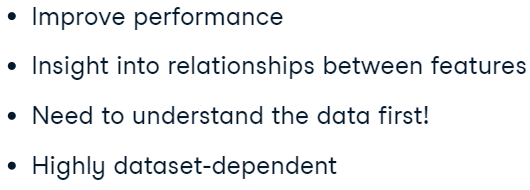 • Improve performance
• Insight into relationships between features
• Need to understand the data first!
• Highly dataset-dependent